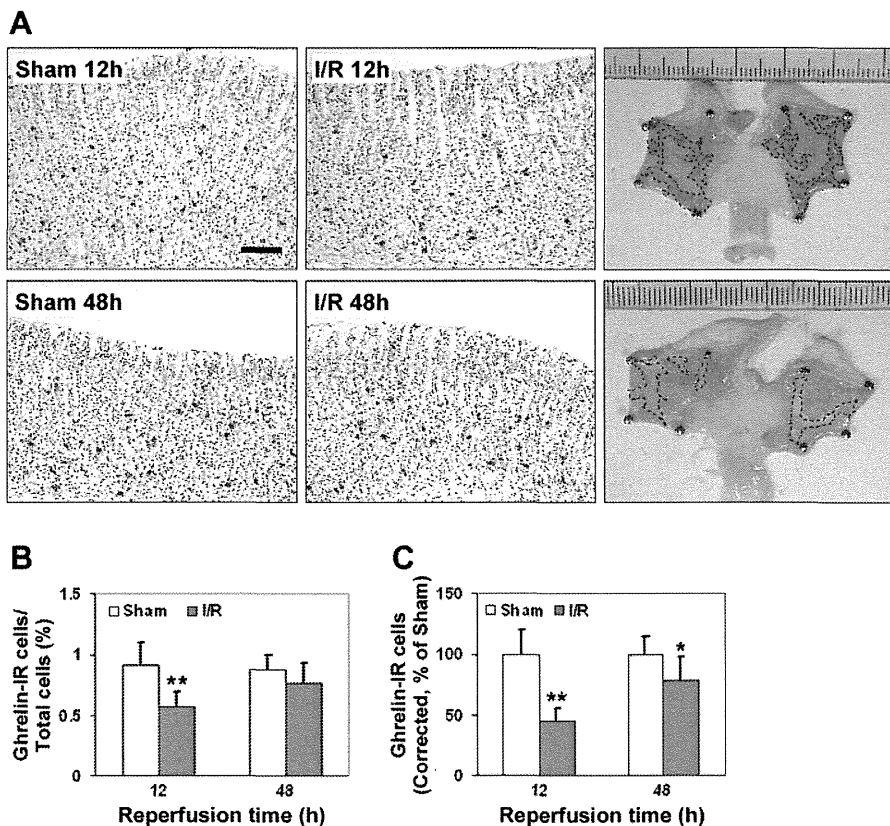 A
Sham 12h
I/R 12h
Sham 48h
I/R 48h
B
Ghrelin-IR cells/
Total cells (%)
1.5
1
0.5
0
Sham
I/R
**
12
48
Reperfusion time (h)
C
Ghrelin-IR cells
(Corrected, % of Sham)
150
100
50
0
Sham
I/R
**
*
12
48
Reperfusion time (h)